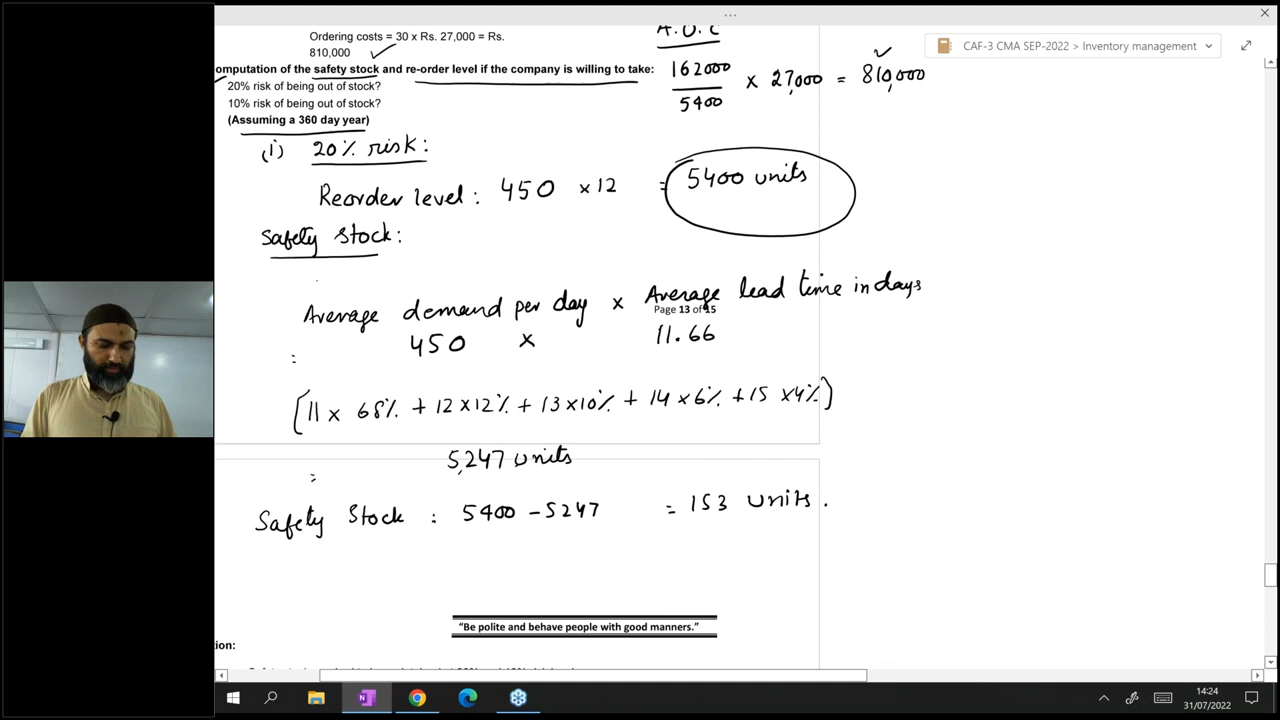 CAF-3 CMA SEP-2022 > Inventory management
Ordering costs = 30 x Rs. 27,000 = Rs.
810,000
A.O.C
162000
5400
× 27,000 = 810,000
omputation of the safety stock and re-order level if the company is willing to take:
20% risk of being out of stock?
10% risk of being out of stock?
(Assuming a 360 day year)
(i) 20% risk:
Reorder level: 450 ×12 = 5400 units
Safety stock:
Average demand per day × Average lead time in days
Page 13 of 15
450 × 11.66
=
[11 × 68% + 12×12% + 13×10% + 14×6% +15 ×4%]
= 5,247 units
Safety Stock : 5400 - 5247 = 153 units.
“Be polite and behave people with good manners.”
ion:
14:24
31/07/2022